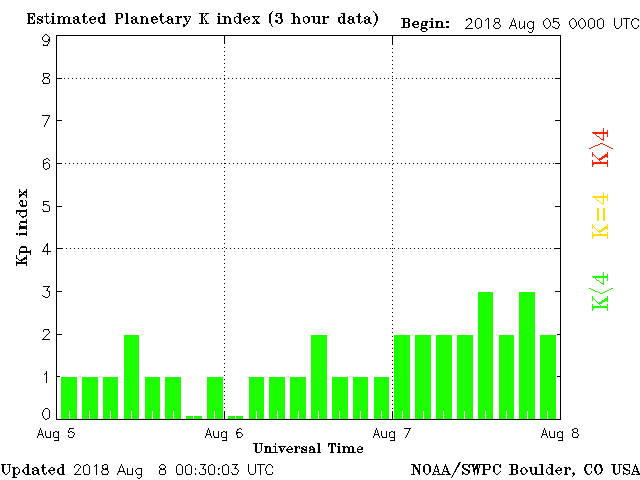 Estimated Planetary K index (3 hour data)
Begin: 2018 Aug 05 0000 UTC
9
8
7
6
5
4
3
2
1
0
Kp index
K>4
K=4
K<4
Aug 5 Aug 6 Aug 7 Aug 8
Universal Time
Updated 2018 Aug 8 00:30:03 UTC
NOAA/SWPC Boulder, CO USA